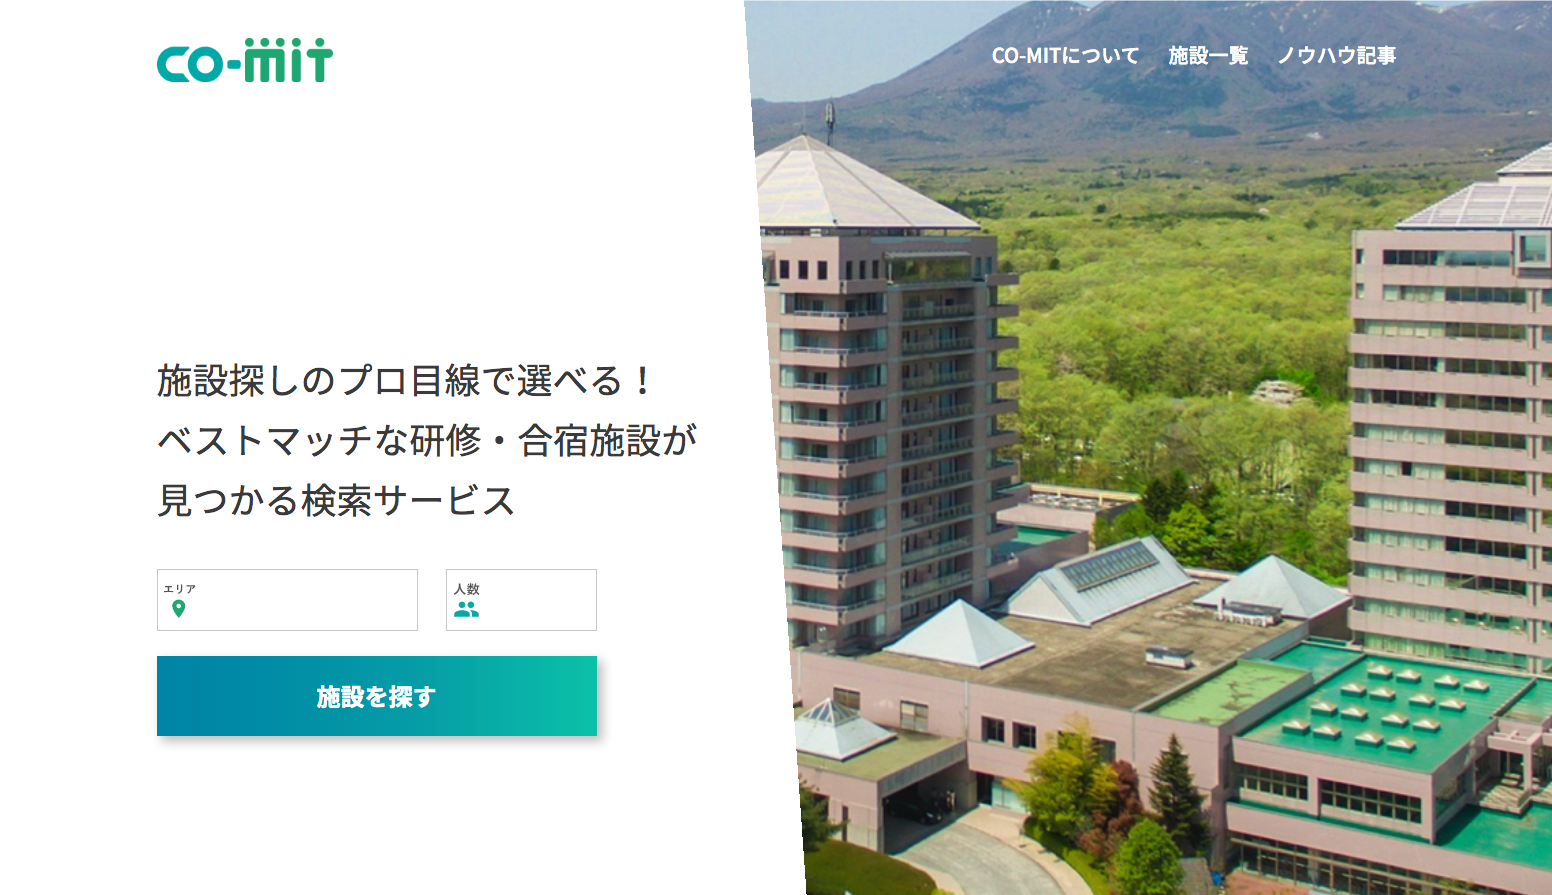 co-mit
CO-MITについて 施設一覧 ノウハウ記事
施設探しのプロ目線で選べる！
ベストマッチな研修・合宿施設が
見つかる検索サービス
エリア 人数
施設を探す